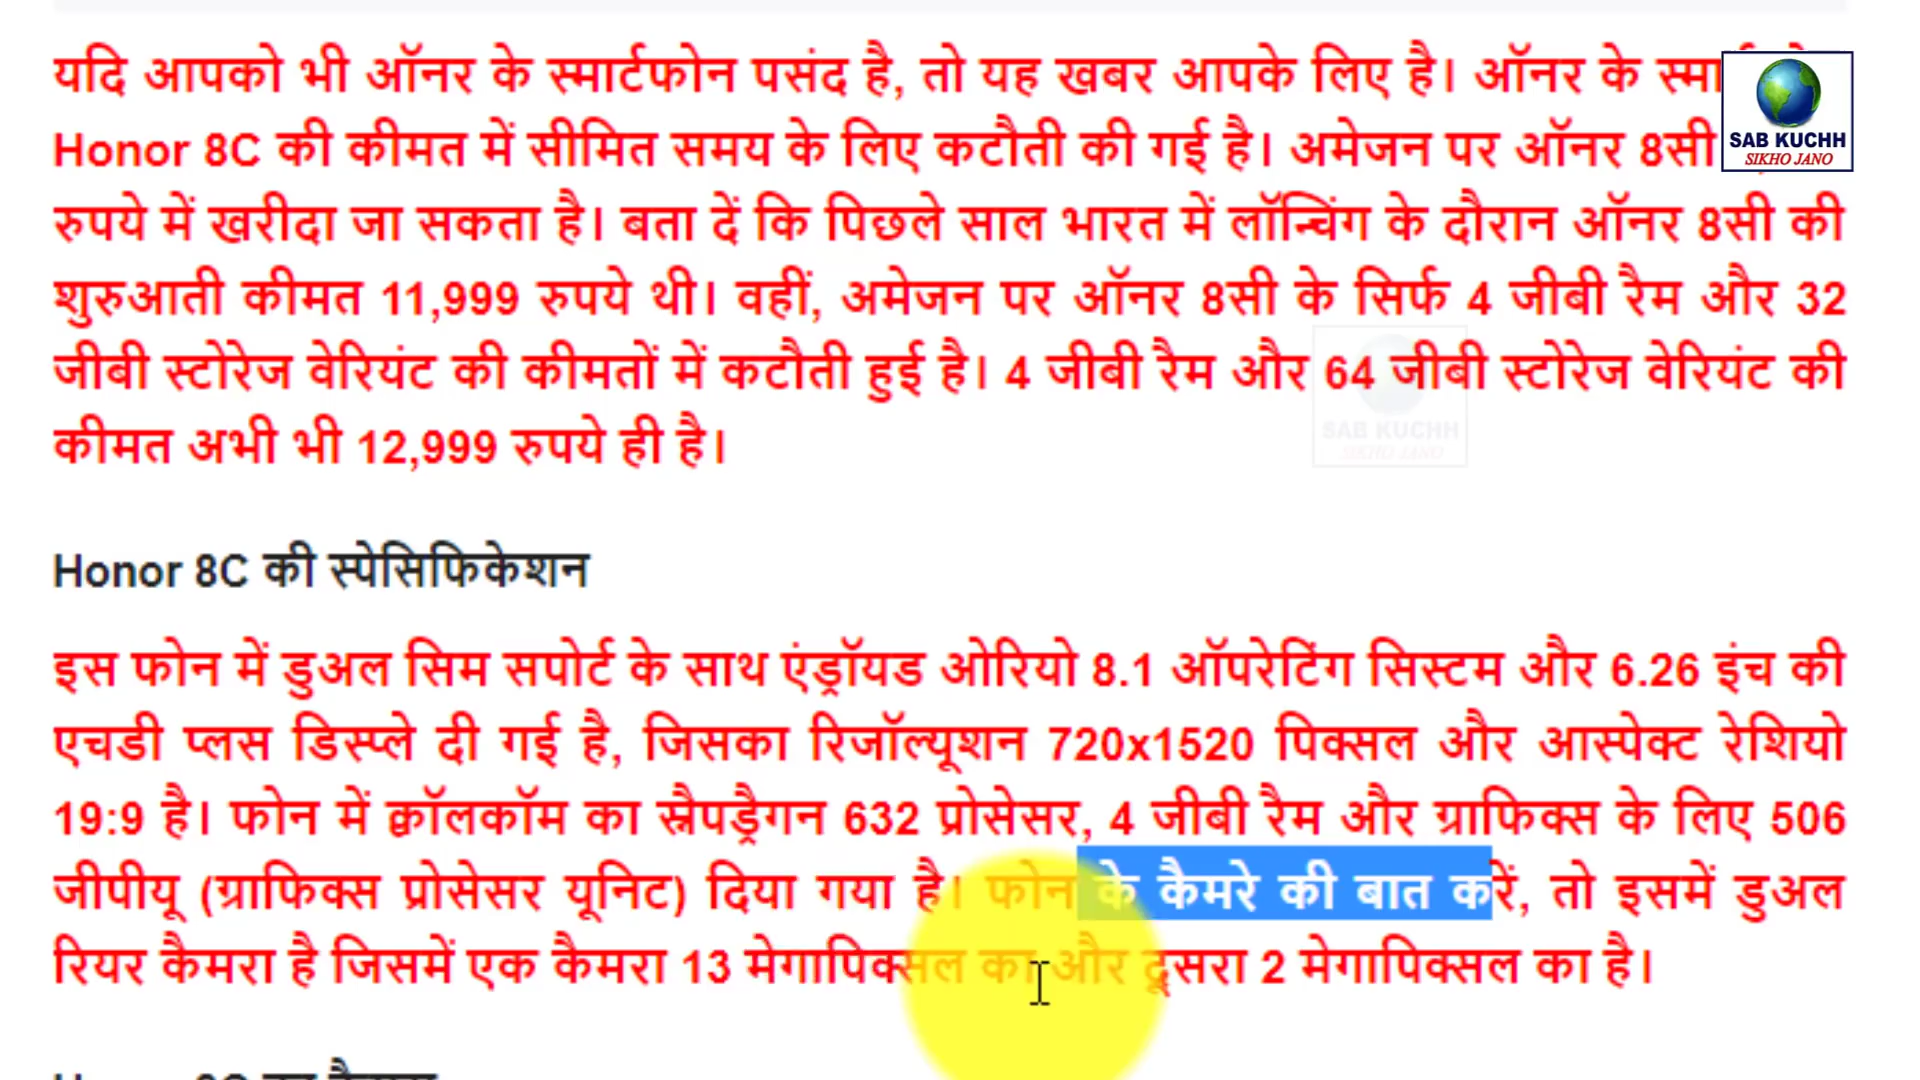 यदि आपको भी ऑनर के स्मार्टफोन पसंद है, तो यह खबर आपके लिए है। ऑनर के
Honor 8C की कीमत में सीमित समय के लिए कटौती की गई है। अमेजन पर ऑनर 8सी
SAB KUCHH
SIKHO JANO
रुपये में खरीदा जा सकता है। बता दें कि पिछले साल भारत में लॉन्चिंग के दौरान ऑनर 8सी की
शुरुआती कीमत 11,999 रुपये थी। वहीं, अमेजन पर ऑनर 8सी के सिर्फ 4 जीबी रैम और 32
जीबी स्टोरेज वेरियंट की कीमतों में कटौती हुई है। 4 जीबी रैम और 64 जीबी स्टोरेज वेरियंट की
कीमत अभी भी 12,999 रुपये ही है।
SAB KUCHH
SIKHO JANO
Honor 8C की स्पेसिफिकेशन
इस फोन में डुअल सिम सपोर्ट के साथ एंड्रॉयड ओरियो 8.1 ऑपरेटिंग सिस्टम और 6.26 इंच की
एचडी प्लस डिस्प्ले दी गई है, जिसका रिजॉल्यूशन 720x1520 पिक्सल और आस्पेक्ट रेशियो
19:9 है। फोन में क्वॉलकॉम का स्नैपड्रैगन 632 प्रोसेसर, 4 जीबी रैम और ग्राफिक्स के लिए 506
जीपीयू (ग्राफिक्स प्रोसेसर यूनिट) दिया गया है। फोन के कैमरे की बात करें, तो इसमें डुअल
रियर कैमरा है जिसमें एक कैमरा 13 मेगापिक्सल का और दूसरा 2 मेगापिक्सल का है।